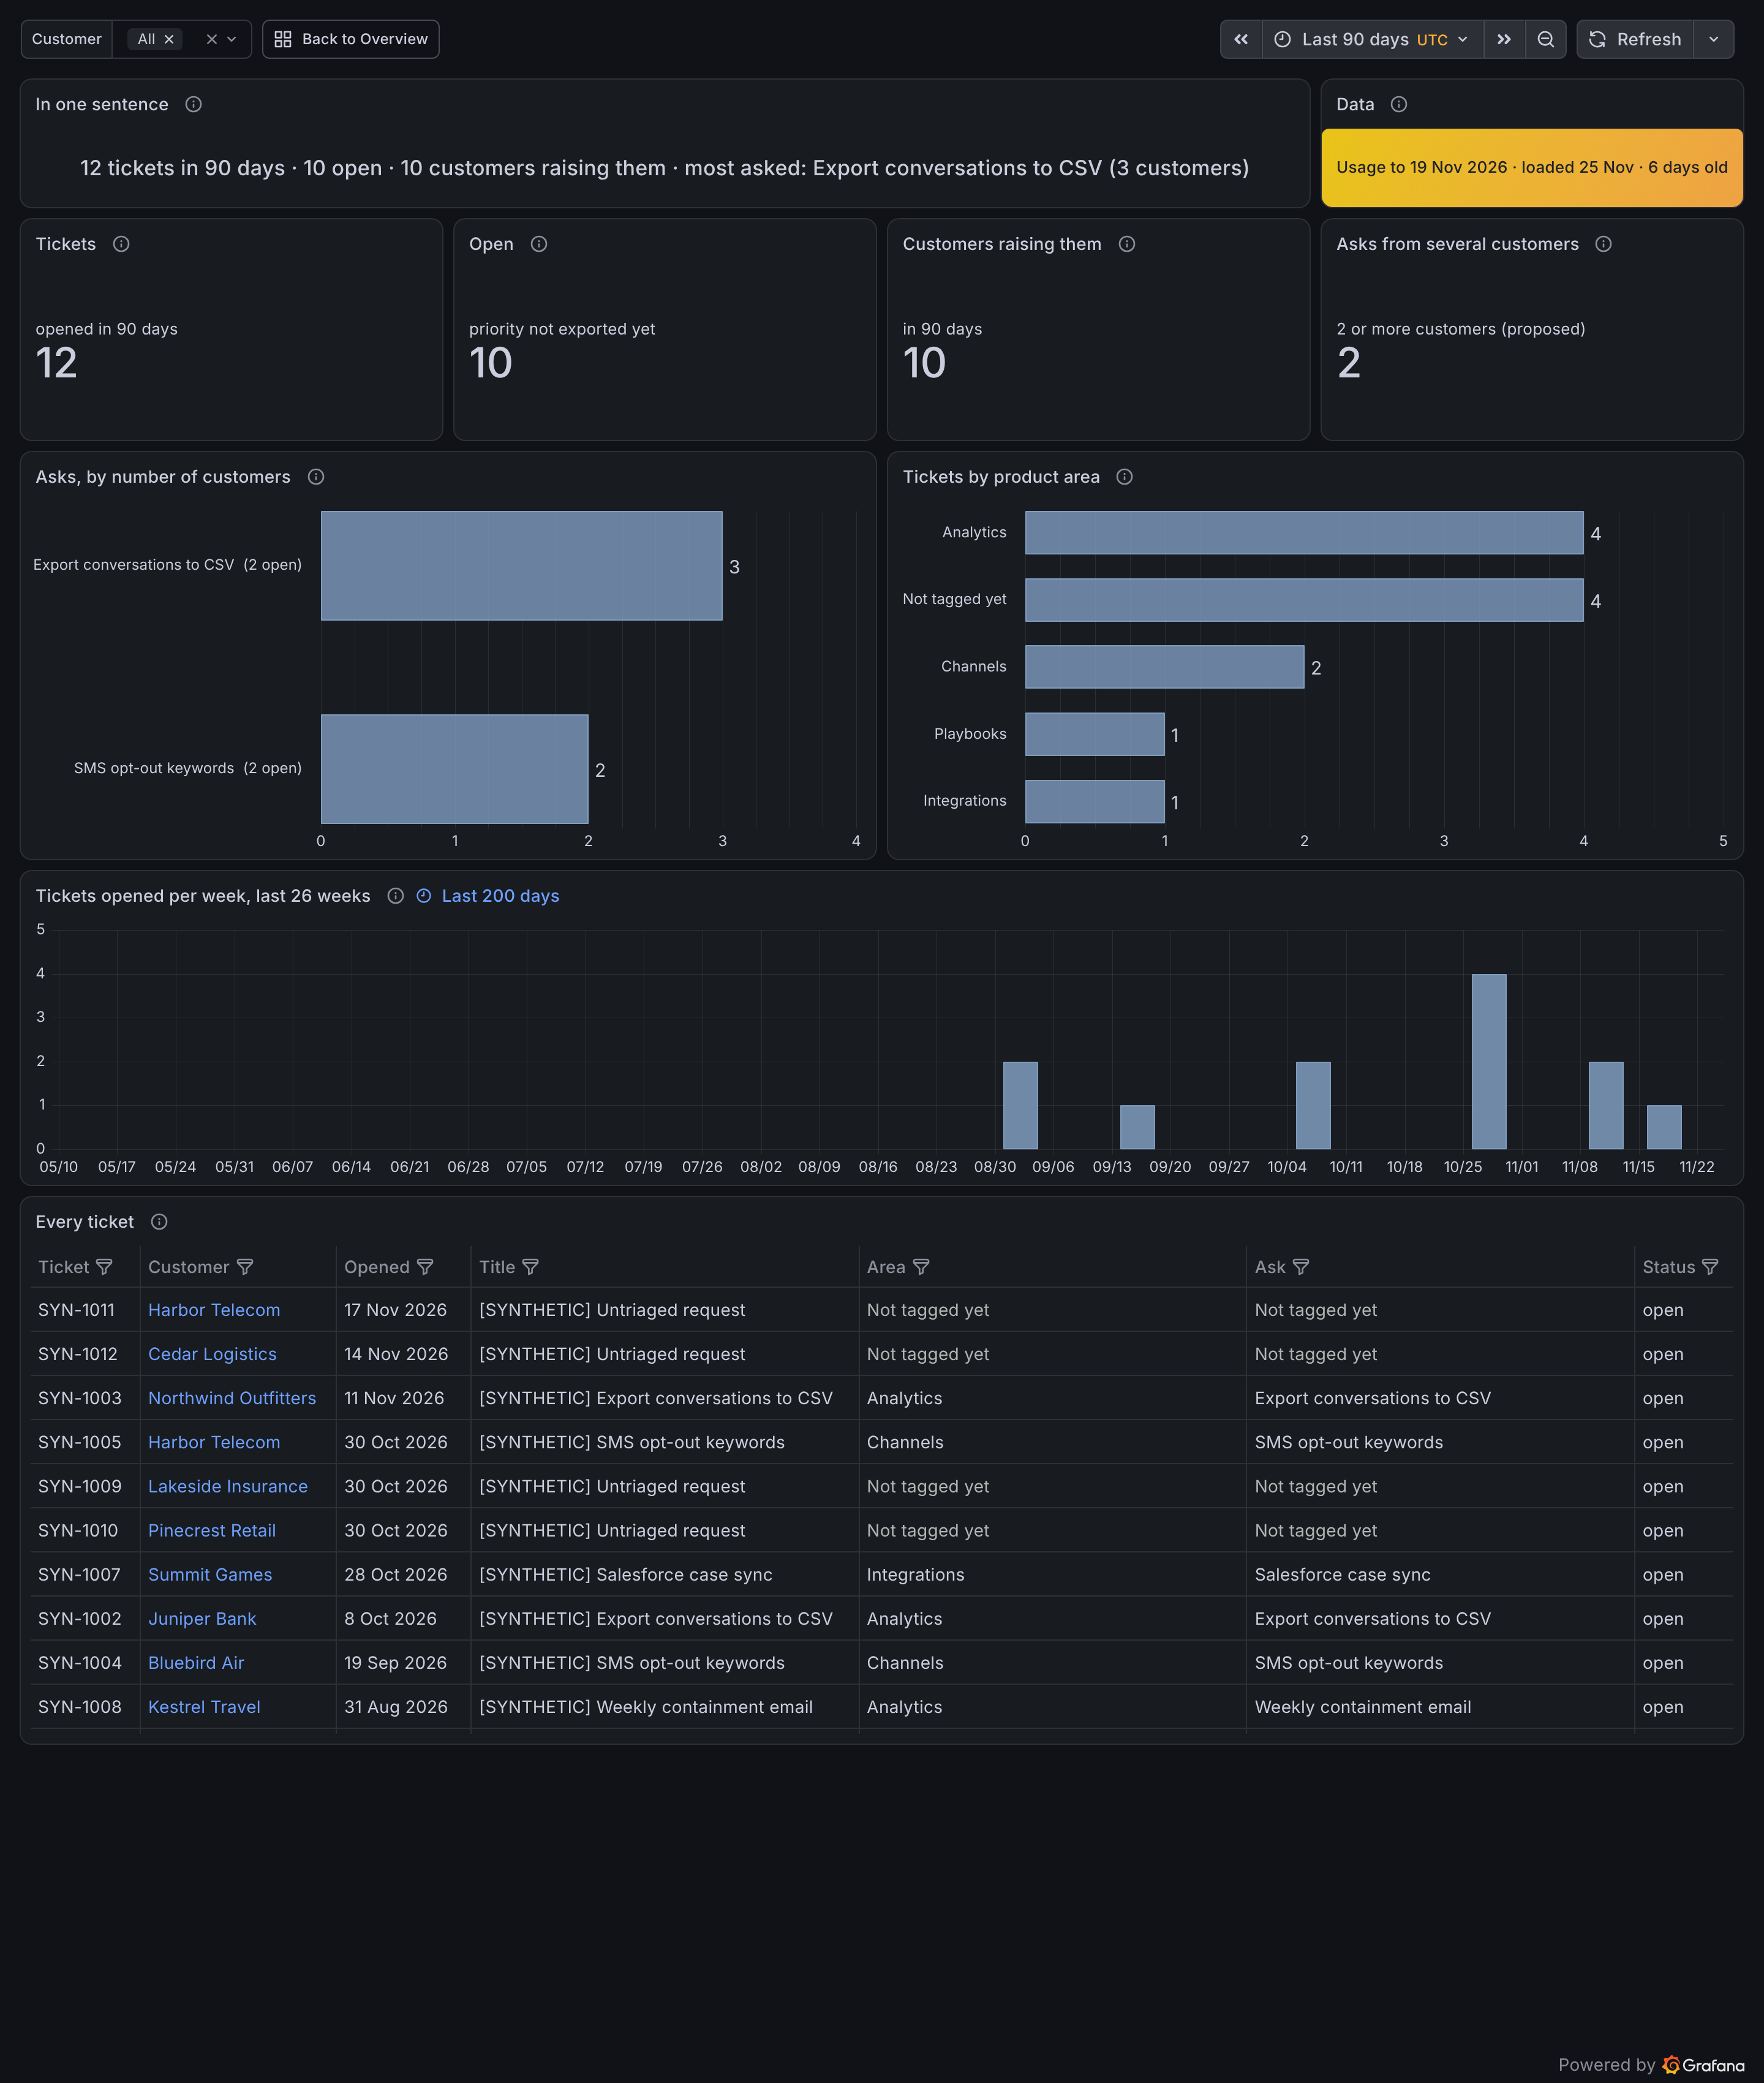 Customer All Back to Overview Last 90 days UTC Refresh
In one sentence
12 tickets in 90 days · 10 open · 10 customers raising them · most asked: Export conversations to CSV (3 customers)
Data
Usage to 19 Nov 2026 · loaded 25 Nov · 6 days old
Tickets
opened in 90 days
12
Open
priority not exported yet
10
Customers raising them
in 90 days
10
Asks from several customers
2 or more customers (proposed)
2
Asks, by number of customers
Export conversations to CSV (2 open) 3
SMS opt-out keywords (2 open) 2
0 1 2 3 4
Tickets by product area
Analytics 4
Not tagged yet 4
Channels 2
Playbooks 1
Integrations 1
0 1 2 3 4 5
Tickets opened per week, last 26 weeks Last 200 days
5
4
3
2
1
0
05/10 05/17 05/24 05/31 06/07 06/14 06/21 06/28 07/05 07/12 07/19 07/26 08/02 08/09 08/16 08/23 08/30 09/06 09/13 09/20 09/27 10/04 10/11 10/18 10/25 11/01 11/08 11/15 11/22
Every ticket
Ticket Customer Opened Title Area Ask Status
SYN-1011 Harbor Telecom 17 Nov 2026 [SYNTHETIC] Untriaged request Not tagged yet Not tagged yet open
SYN-1012 Cedar Logistics 14 Nov 2026 [SYNTHETIC] Untriaged request Not tagged yet Not tagged yet open
SYN-1003 Northwind Outfitters 11 Nov 2026 [SYNTHETIC] Export conversations to CSV Analytics Export conversations to CSV open
SYN-1005 Harbor Telecom 30 Oct 2026 [SYNTHETIC] SMS opt-out keywords Channels SMS opt-out keywords open
SYN-1009 Lakeside Insurance 30 Oct 2026 [SYNTHETIC] Untriaged request Not tagged yet Not tagged yet open
SYN-1010 Pinecrest Retail 30 Oct 2026 [SYNTHETIC] Untriaged request Not tagged yet Not tagged yet open
SYN-1007 Summit Games 28 Oct 2026 [SYNTHETIC] Salesforce case sync Integrations Salesforce case sync open
SYN-1002 Juniper Bank 8 Oct 2026 [SYNTHETIC] Export conversations to CSV Analytics Export conversations to CSV open
SYN-1004 Bluebird Air 19 Sep 2026 [SYNTHETIC] SMS opt-out keywords Channels SMS opt-out keywords open
SYN-1008 Kestrel Travel 31 Aug 2026 [SYNTHETIC] Weekly containment email Analytics Weekly containment email open
Powered by Grafana